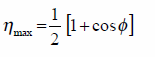 η_max = 1/2 [1 + cos ϕ]